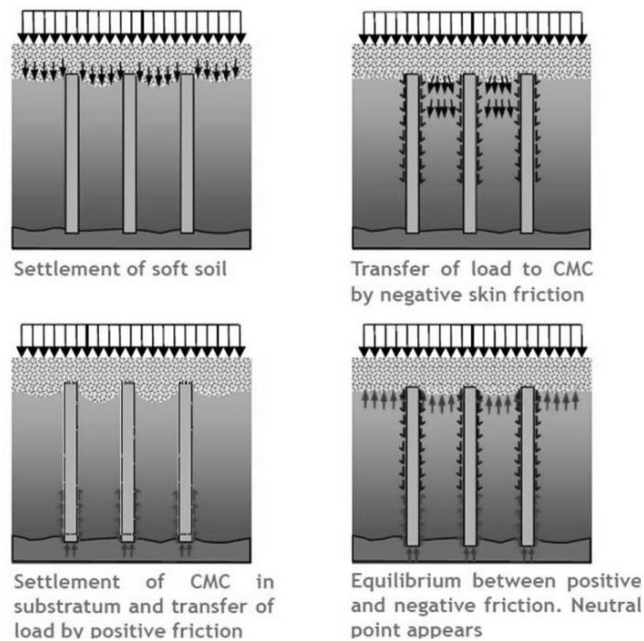 Settlement of soft soil
Transfer of load to CMC
by negative skin friction
Settlement of CMC in
substratum and transfer of
load by positive friction
Equilibrium between positive
and negative friction. Neutral
point appears